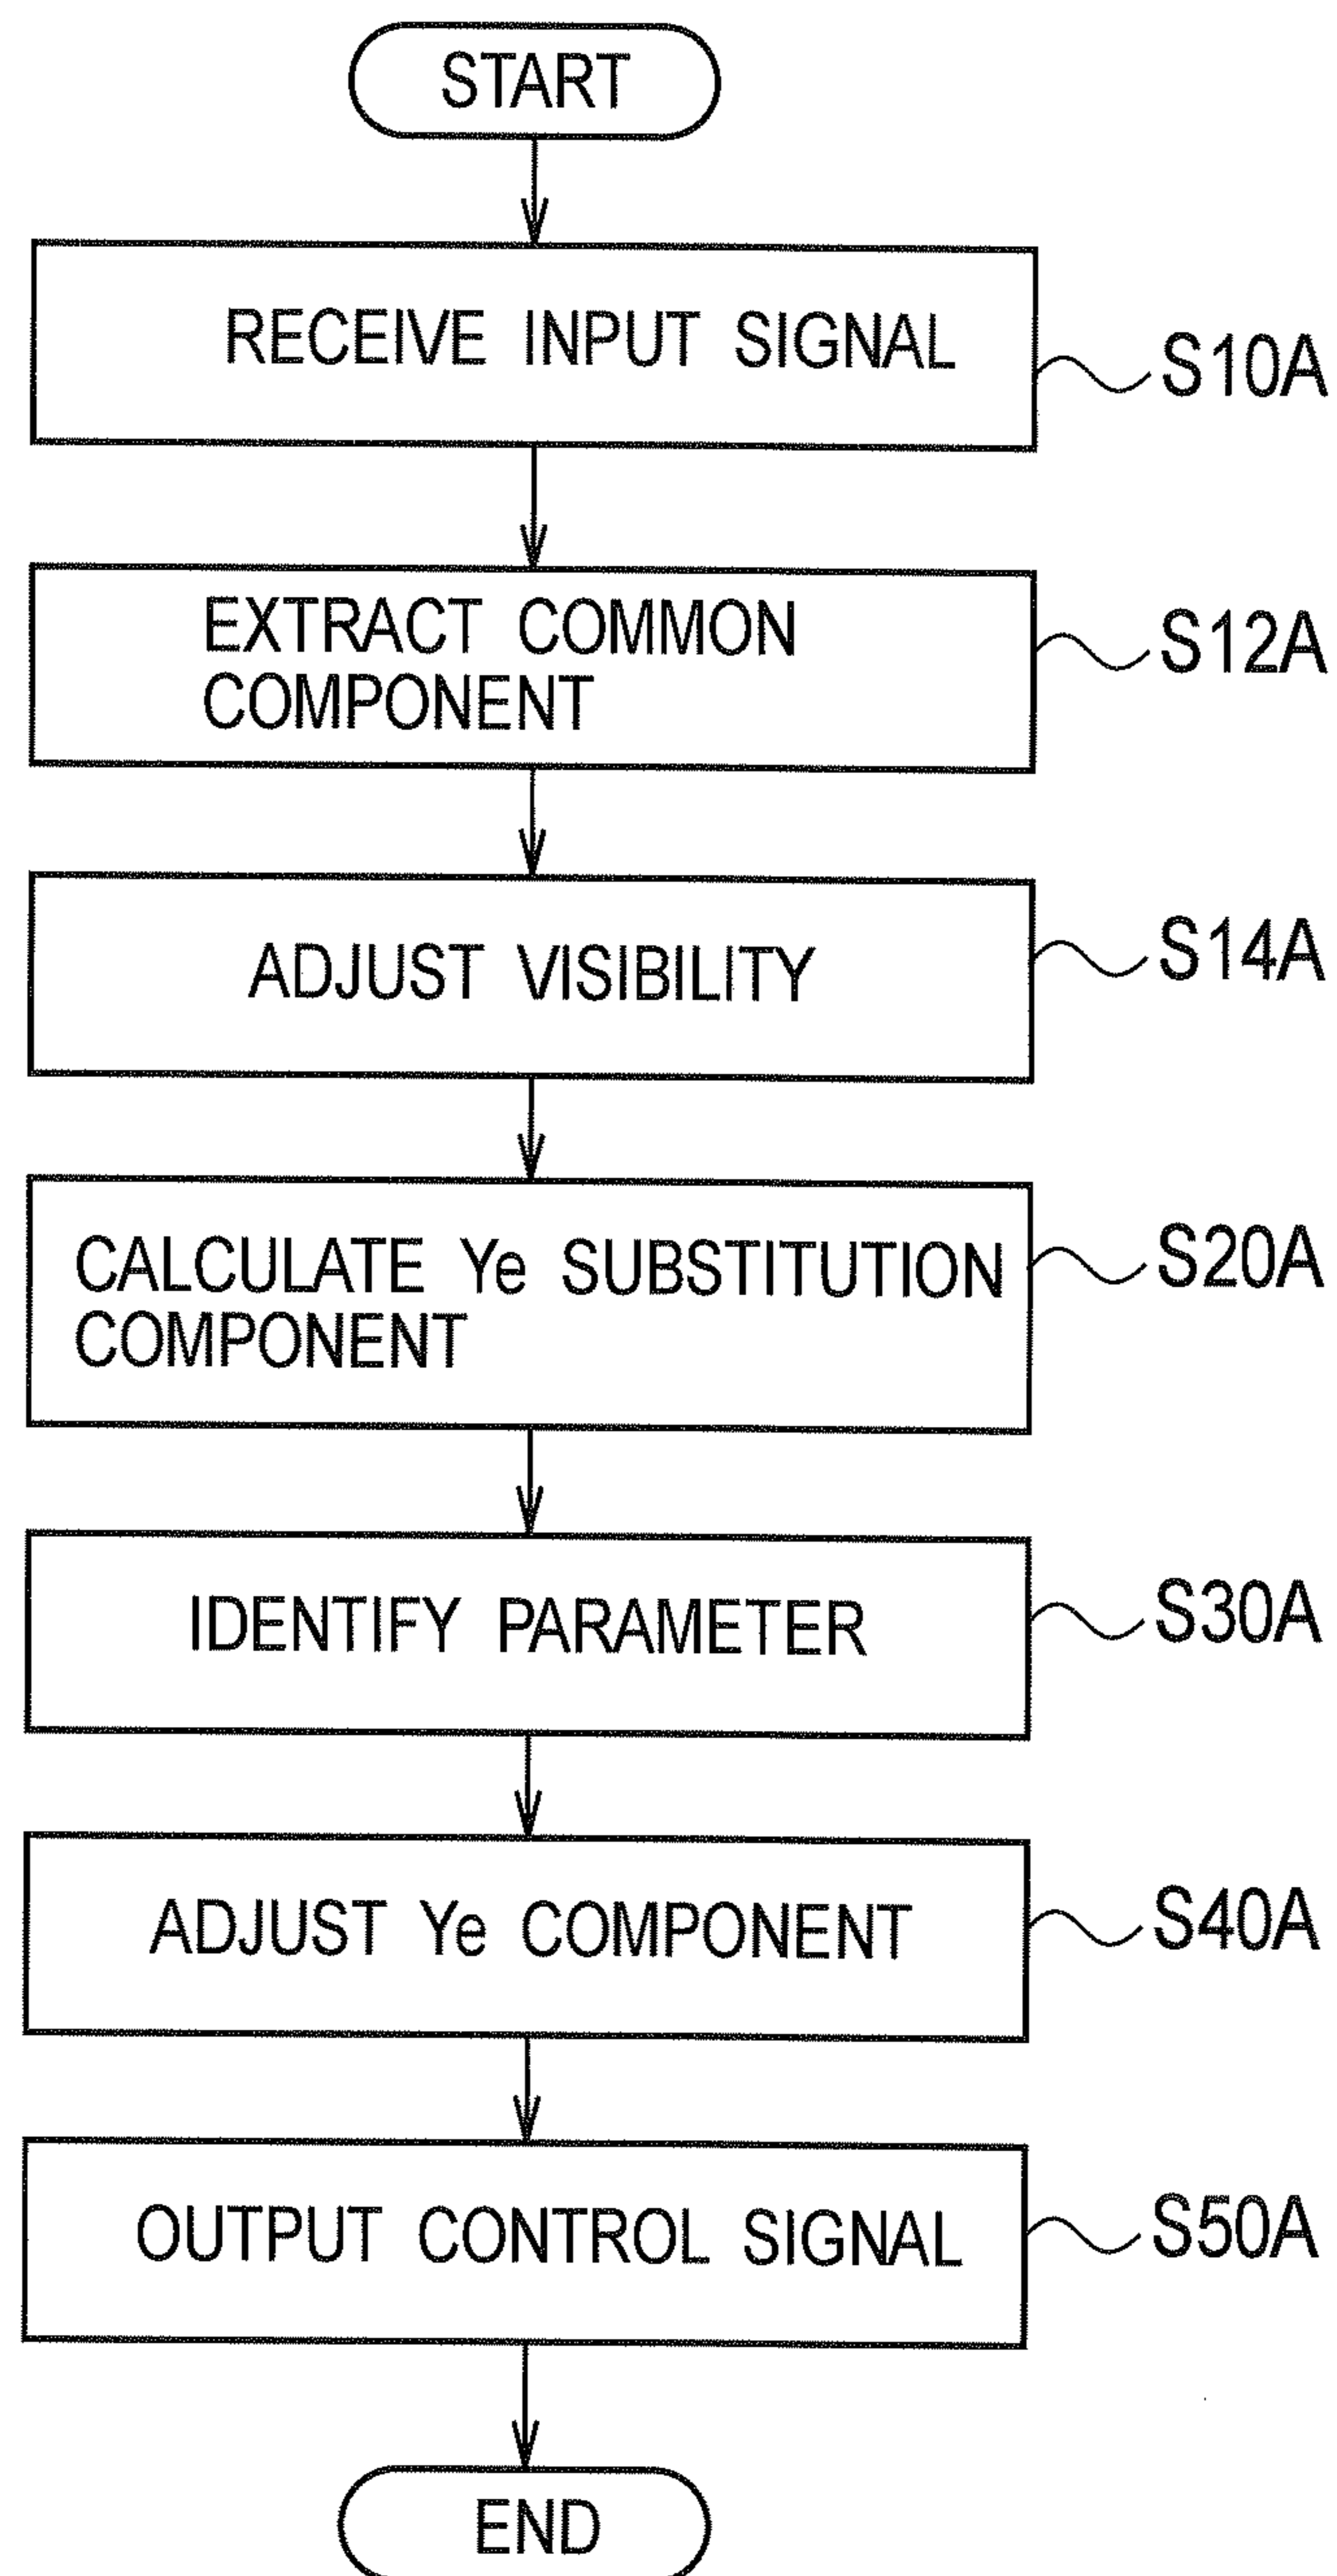 START
RECEIVE INPUT SIGNAL
S10A
EXTRACT COMMON
COMPONENT
S12A
ADJUST VISIBILITY
S14A
CALCULATE Ye SUBSTITUTION
COMPONENT
S20A
IDENTIFY PARAMETER
S30A
ADJUST Ye COMPONENT
S40A
OUTPUT CONTROL SIGNAL
S50A
END